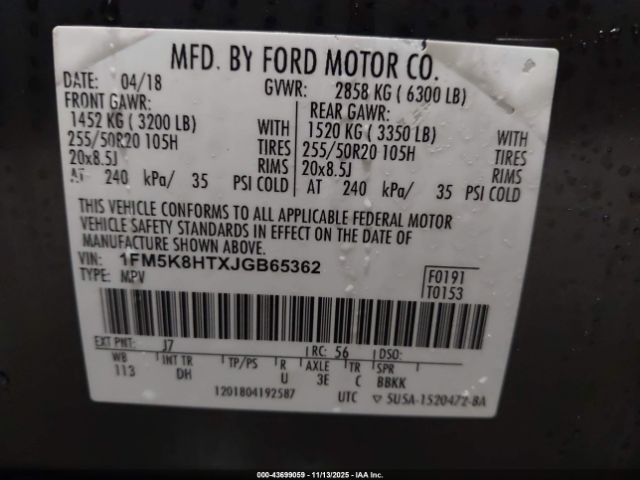 MFD. BY FORD MOTOR CO.
DATE: 04/18 GVWR: 2858 KG ( 6300 LB)
FRONT GAWR: REAR GAWR:
1452 KG ( 3200 LB) WITH 1520 KG ( 3350 LB) WITH
255/50R20 105H TIRES 255/50R20 105H TIRES
20x8.5J RIMS 20x8.5J RIMS
AT 240 kPa/ 35 PSI COLD AT 240 kPa/ 35 PSI COLD
THIS VEHICLE CONFORMS TO ALL APPLICABLE FEDERAL MOTOR
VEHICLE SAFETY STANDARDS IN EFFECT ON THE DATE OF
MANUFACTURE SHOWN ABOVE.
VIN: 1FM5K8HTXJGB65362 F0191
TYPE: MPV T0153
EXT PNT: J7 RC: 56 DSO:
WB INT TR TP/PS R AXLE TR SPR
113 DH U 3E C BBKK
1201804192587 UTC ▽ 5U5A-1520472-BA
000-43699059 - 11/13/2025 - IAA Inc.